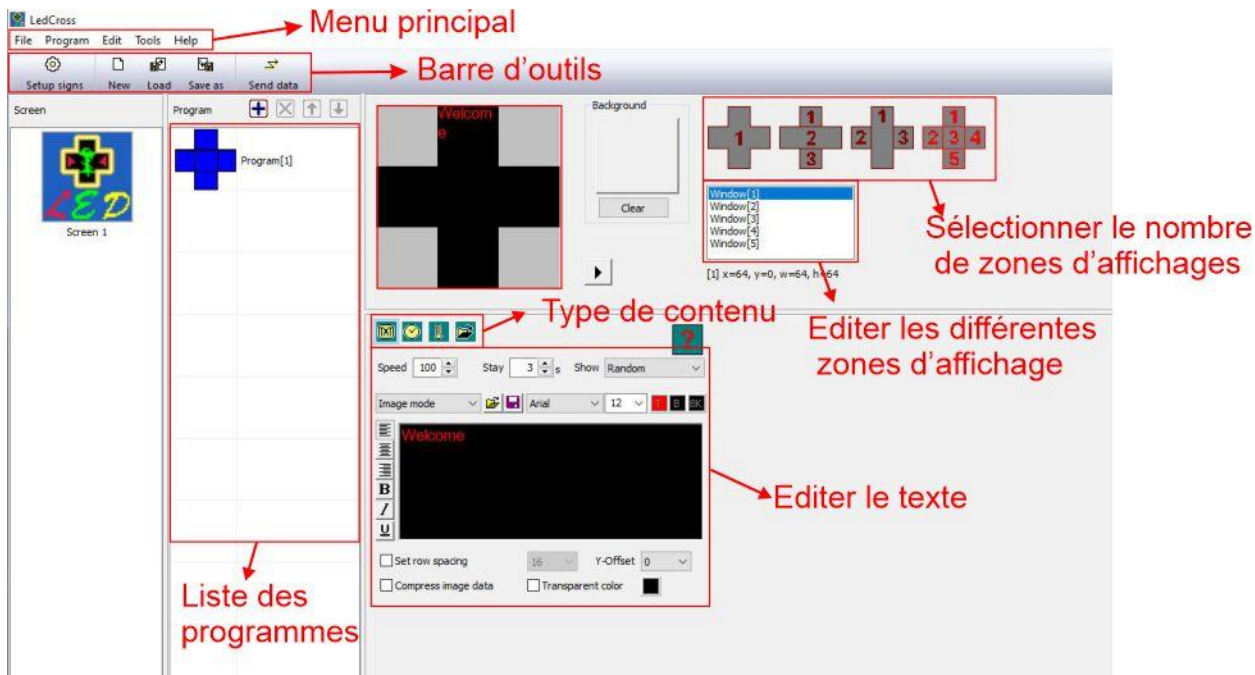 LedCross
Menu principal
File Program Edit Tools Help
Barre d'outils
Setup signs New Load Save as Send data
Screen
Program
Background
Welcom
e
1
1
2
3
1
2 3
1
2 3 4
5
LED
Screen 1
Program[1]
Clear
Window[1]
Window[2]
Window[3]
Window[4]
Window[5]
Sélectionner le nombre
de zones d'affichages
[1] x=64, y=0, w=64, h=64
Type de contenu
Editer les différentes
zones d'affichage
TXT
?
Speed 100 Stay 3 s Show Random
Image mode Arial 12 T B BK
Welcome
B
I
U
Editer le texte
Set row spacing 16 Y-Offset 0
Compress image data Transparent color
Liste des
programmes